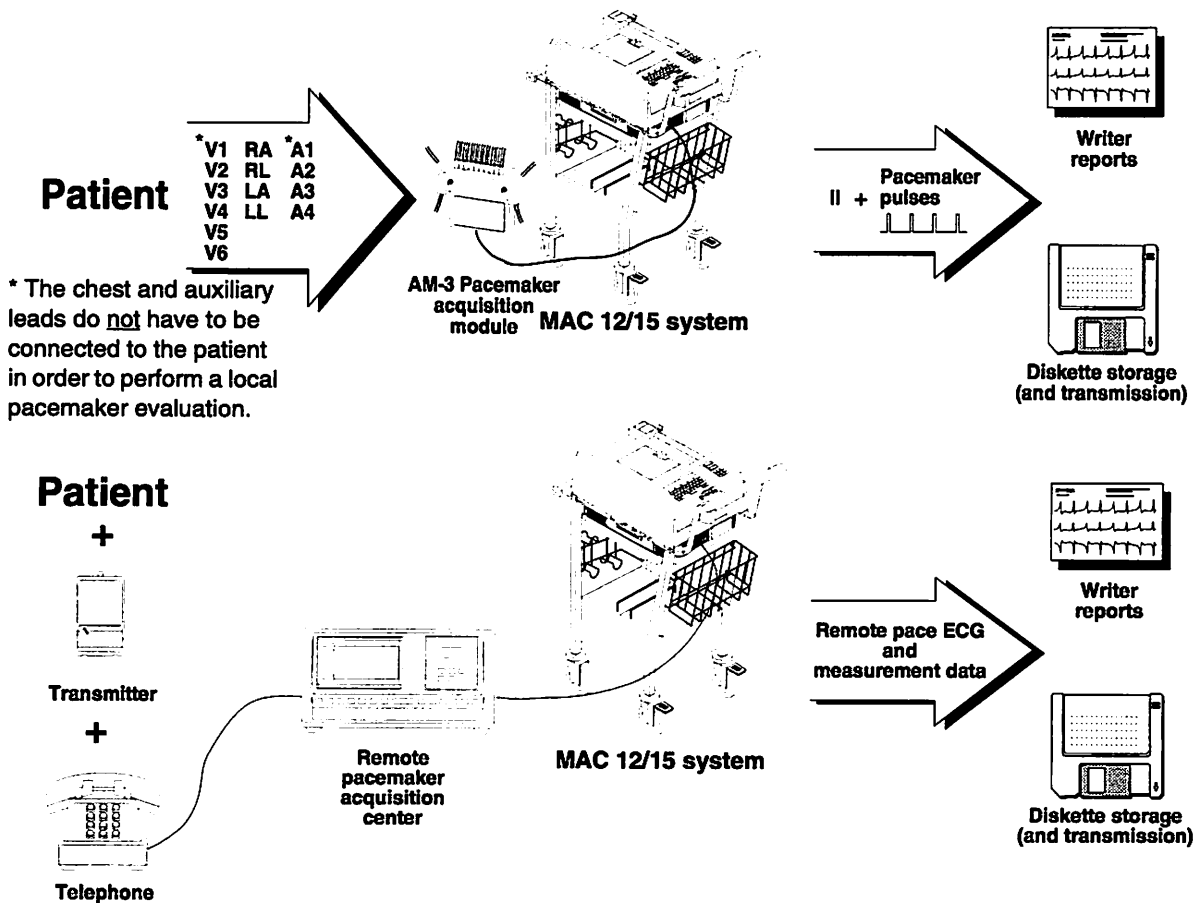 Patient
*V1 RA *A1
V2 RL A2
V3 LA A3
V4 LL A4
V5
V6
* The chest and auxiliary
leads do not have to be
connected to the patient
in order to perform a local
pacemaker evaluation.
AM-3 Pacemaker
acquisition
module
MAC 12/15 system
II + Pacemaker
pulses
Writer
reports
Diskette storage
(and transmission)
Patient
+
Transmitter
+
Telephone
Remote
pacemaker
acquisition
center
MAC 12/15 system
Remote pace ECG
and
measurement data
Writer
reports
Diskette storage
(and transmission)